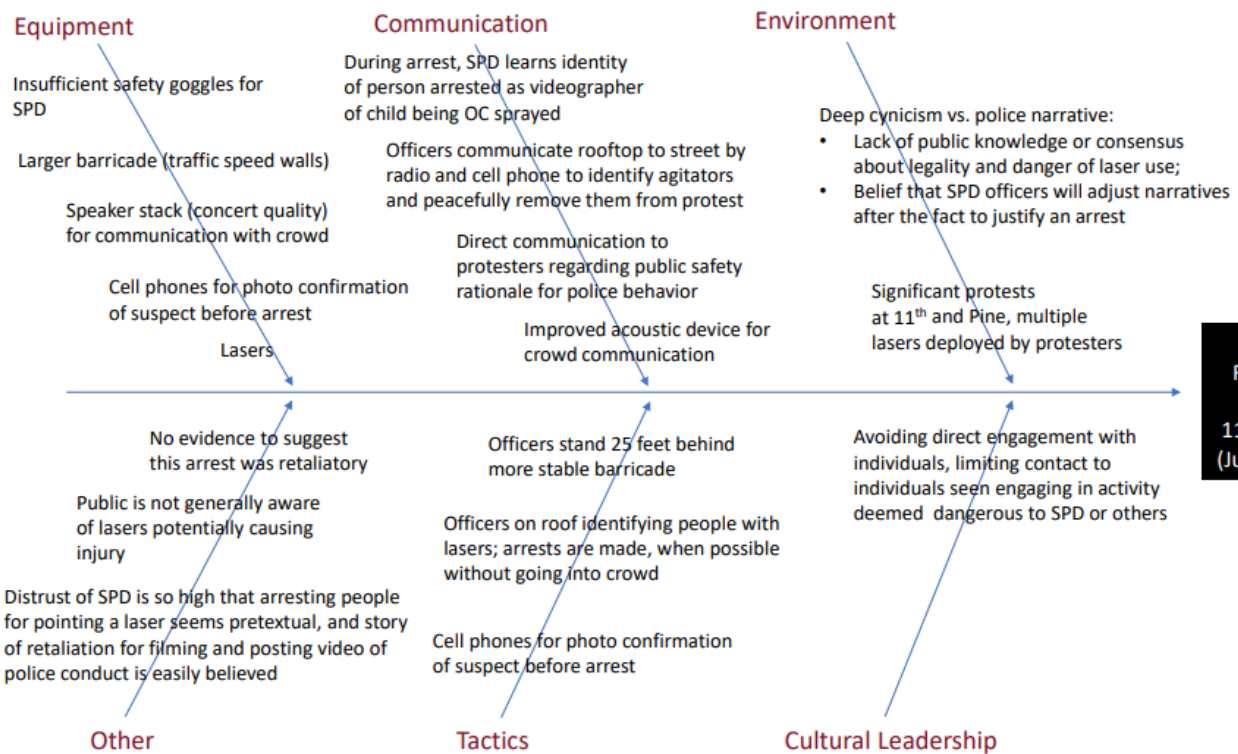 Equipment
Insufficient safety goggles for
SPD
Larger barricade (traffic speed walls)
Speaker stack (concert quality)
for communication with crowd
Cell phones for photo confirmation
of suspect before arrest
Lasers
Communication
During arrest, SPD learns identity
of person arrested as videographer
of child being OC sprayed
Officers communicate rooftop to street by
radio and cell phone to identify agitators
and peacefully remove them from protest
Direct communication to
protesters regarding public safety
rationale for police behavior
Improved acoustic device for
crowd communication
Environment
Deep cynicism vs. police narrative:
• Lack of public knowledge or consensus
about legality and danger of laser use;
• Belief that SPD officers will adjust narratives
after the fact to justify an arrest
Significant protests
at 11th and Pine, multiple
lasers deployed by protesters
No evidence to suggest
this arrest was retaliatory
Public is not generally aware
of lasers potentially causing
injury
Distrust of SPD is so high that arresting people
for pointing a laser seems pretextual, and story
of retaliation for filming and posting video of
police conduct is easily believed
Other
Officers stand 25 feet behind
more stable barricade
Officers on roof identifying people with
lasers; arrests are made, when possible
without going into crowd
Cell phones for photo confirmation
of suspect before arrest
Tactics
Avoiding direct engagement with
individuals, limiting contact to
individuals seen engaging in activity
deemed dangerous to SPD or others
Cultural Leadership